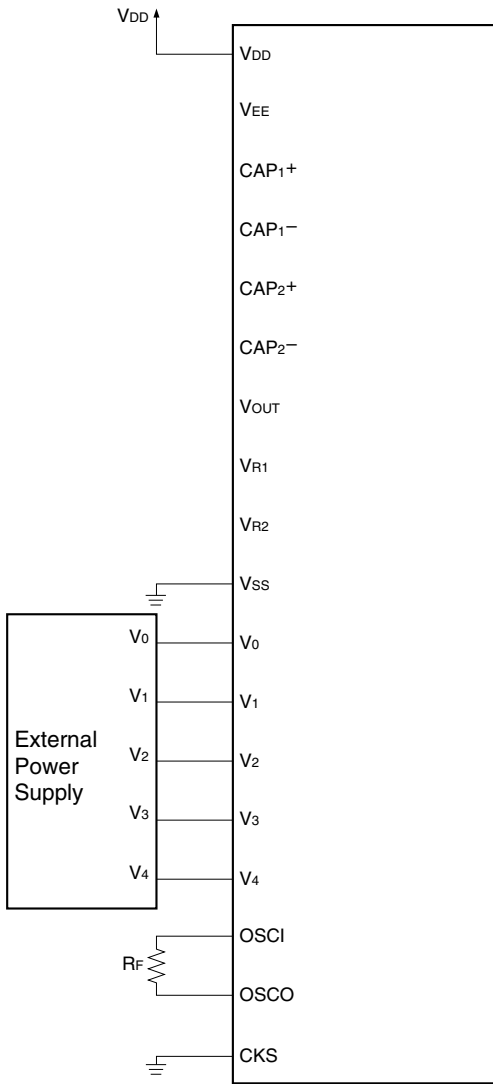 VDD
VDD
VEE
CAP1+
CAP1−
CAP2+
CAP2−
VOUT
VR1
VR2
VSS
V0 V0
V1 V1
External
Power
Supply
V2 V2
V3 V3
V4 V4
OSCI
RF
OSCO
CKS